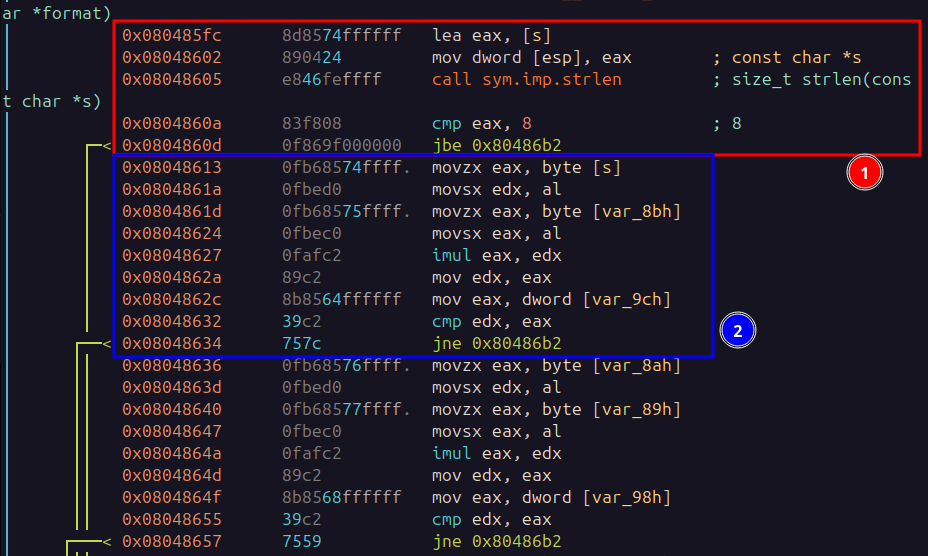 ar *format)
0x080485fc 8d8574ffffff lea eax, [s]
0x08048602 890424 mov dword [esp], eax ; const char *s
0x08048605 e846feffff call sym.imp.strlen ; size_t strlen(cons
t char *s)
0x0804860a 83f808 cmp eax, 8 ; 8
< 0x0804860d 0f869f000000 jbe 0x80486b2
1
0x08048613 0fb68574ffff. movzx eax, byte [s]
0x0804861a 0fbed0 movsx edx, al
0x0804861d 0fb68575ffff. movzx eax, byte [var_8bh]
0x08048624 0fbec0 movsx eax, al
0x08048627 0fafc2 imul eax, edx
0x0804862a 89c2 mov edx, eax
0x0804862c 8b8564ffffff mov eax, dword [var_9ch]
0x08048632 39c2 cmp edx, eax
2
< 0x08048634 757c jne 0x80486b2
0x08048636 0fb68576ffff. movzx eax, byte [var_8ah]
0x0804863d 0fbed0 movsx edx, al
0x08048640 0fb68577ffff. movzx eax, byte [var_89h]
0x08048647 0fbec0 movsx eax, al
0x0804864a 0fafc2 imul eax, edx
0x0804864d 89c2 mov edx, eax
0x0804864f 8b8568ffffff mov eax, dword [var_98h]
0x08048655 39c2 cmp edx, eax
< 0x08048657 7559 jne 0x80486b2